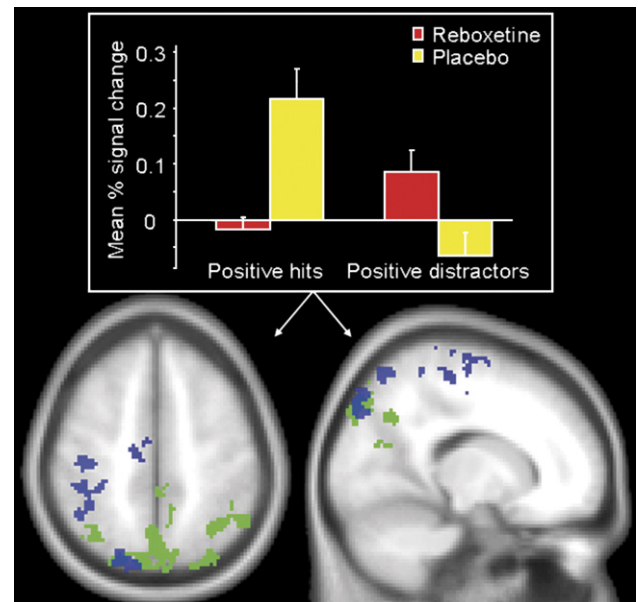 Mean % signal change
0.3
0.2
0.1
0
Reboxetine
Placebo
Positive hits
Positive distractors